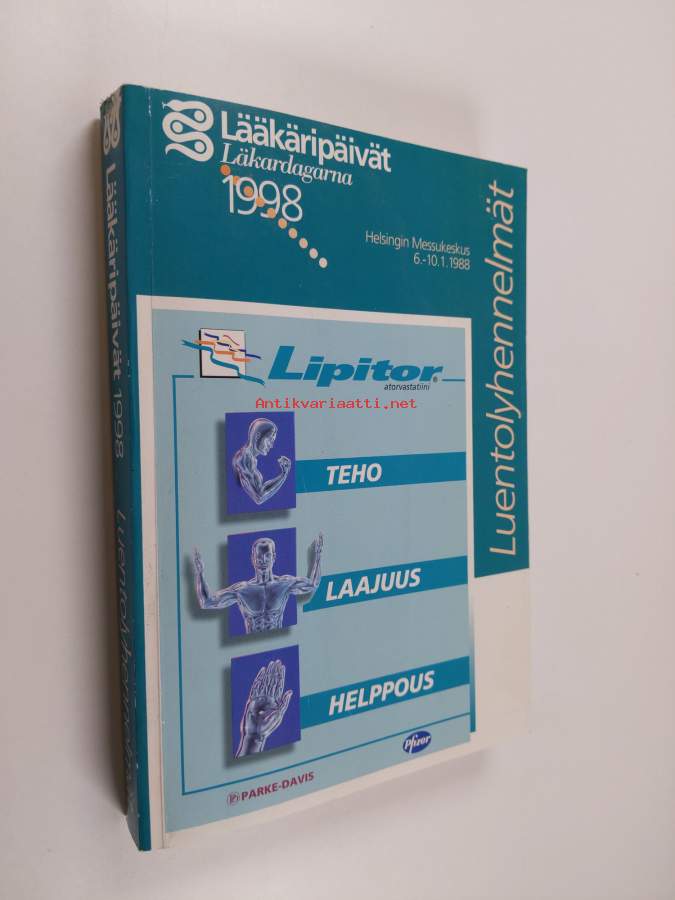 Lääkäripäivät
Läkardagarna
1998
Helsingin Messukeskus
6.-10.1.1988
Luentolyhennelmät
Lipitor®
atorvastatiini
Antikvariaatti.net
TEHO
LAAJUUS
HELPPOUS
Pfizer
PARKE-DAVIS
Lääkäripäivät 1998 Luentolyhennelmät